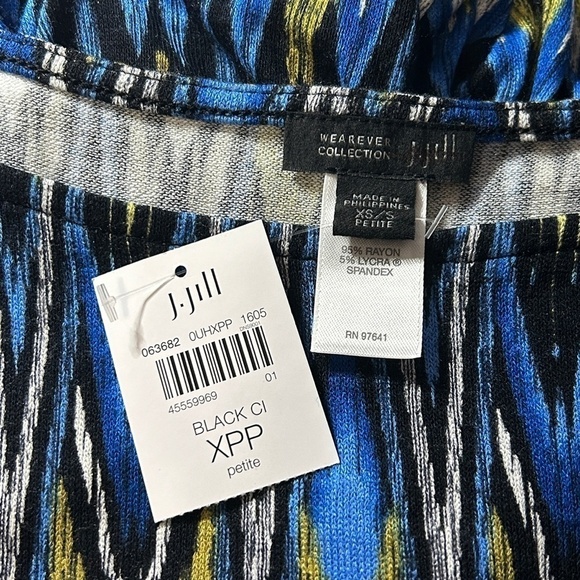 WEAREVER
COLLECTION
J.Jill
MADE IN
PHILIPPINES
XS/S
PETITE
95% RAYON
5% LYCRA ®
SPANDEX
RN 97641
J.Jill
063682 0UHXPP 1605
45559969 01
BLACK CI
XPP
petite